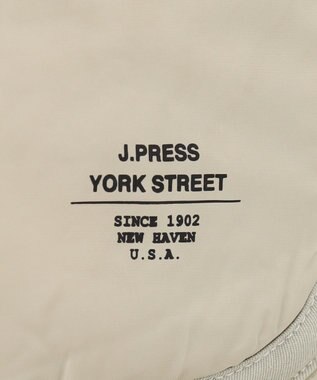 J.PRESS
YORK STREET
SINCE 1902
NEW HAVEN
U.S.A.